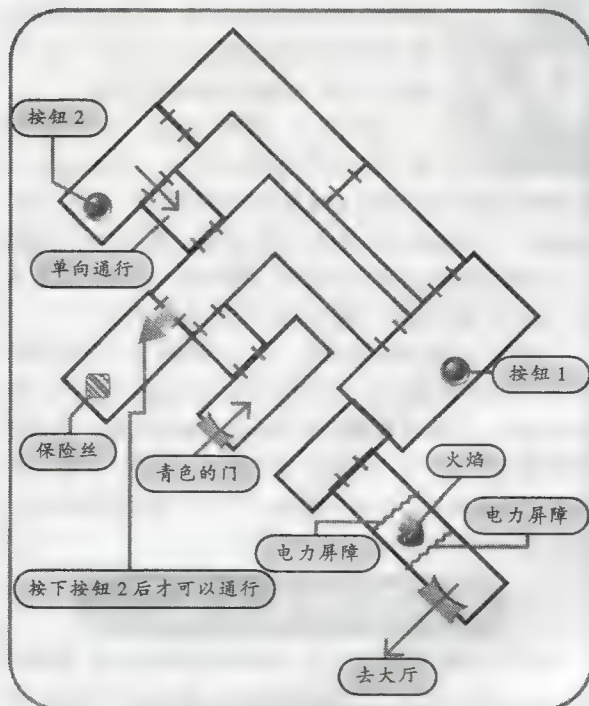 按钮2
单向通行
按钮1
保险丝
青色的门
火焰
电力屏障
电力屏障
按下按钮2后才可以通行
去大厅